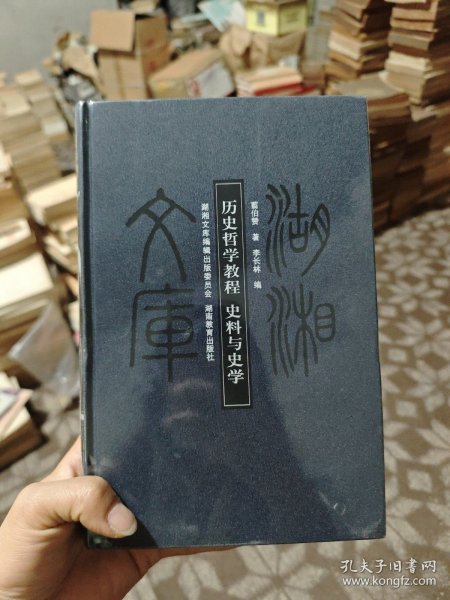 湖湘
文庫
翦伯赞 著 李长林 编
历史哲学教程 史料与史学
湖湘文库编辑出版委员会 湖南教育出版社
孔夫子旧书网
www.kongfz.com